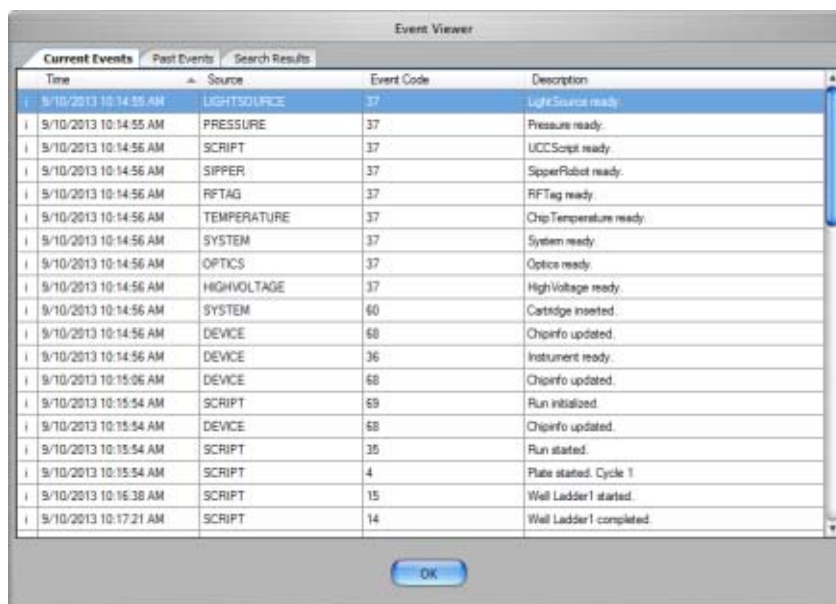 Event Viewer
Current Events Past Events Search Results
Time Source Event Code Description
i 9/10/2013 10:14:55 AM LIGHTSOURCE 37 LightSource ready.
i 9/10/2013 10:14:55 AM PRESSURE 37 Pressure ready.
i 9/10/2013 10:14:56 AM SCRIPT 37 UCCScript ready.
i 9/10/2013 10:14:56 AM SIPPER 37 SipperRobot ready.
i 9/10/2013 10:14:56 AM RFTAG 37 RFTag ready.
i 9/10/2013 10:14:56 AM TEMPERATURE 37 ChipTemperature ready.
i 9/10/2013 10:14:56 AM SYSTEM 37 System ready.
i 9/10/2013 10:14:56 AM OPTICS 37 Optics ready.
i 9/10/2013 10:14:56 AM HIGHVOLTAGE 37 HighVoltage ready.
i 9/10/2013 10:14:56 AM SYSTEM 60 Cartridge inserted.
i 9/10/2013 10:14:56 AM DEVICE 68 Chipinfo updated.
i 9/10/2013 10:14:56 AM DEVICE 36 Instrument ready.
i 9/10/2013 10:15:06 AM DEVICE 68 Chipinfo updated.
i 9/10/2013 10:15:54 AM SCRIPT 69 Run initialized.
i 9/10/2013 10:15:54 AM DEVICE 68 Chipinfo updated.
i 9/10/2013 10:15:54 AM SCRIPT 35 Run started.
i 9/10/2013 10:15:54 AM SCRIPT 4 Plate started. Cycle 1
i 9/10/2013 10:16:38 AM SCRIPT 15 Well Ladder1 started.
i 9/10/2013 10:17:21 AM SCRIPT 14 Well Ladder1 completed.
OK